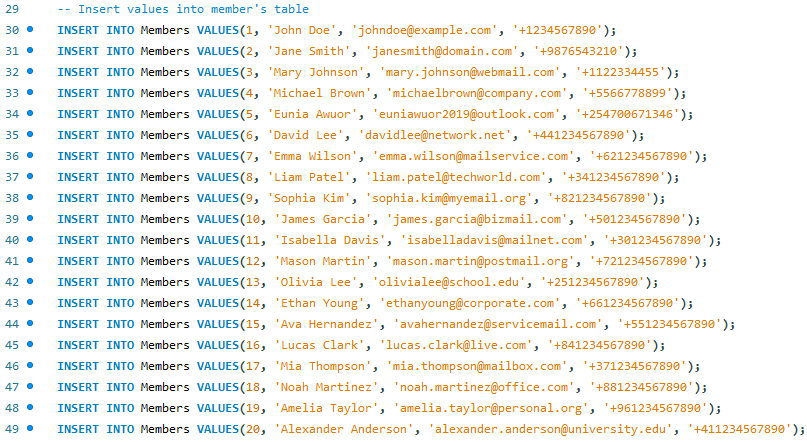 29 -- Insert values into member's table
30 INSERT INTO Members VALUES(1, 'John Doe', 'johndoe@example.com', '+1234567890');
31 INSERT INTO Members VALUES(2, 'Jane Smith', 'janesmith@domain.com', '+9876543210');
32 INSERT INTO Members VALUES(3, 'Mary Johnson', 'mary.johnson@webmail.com', '+1122334455');
33 INSERT INTO Members VALUES(4, 'Michael Brown', 'michaelbrown@company.com', '+5566778899');
34 INSERT INTO Members VALUES(5, 'Eunia Awuor', 'euniawuor2019@outlook.com', '+254700671346');
35 INSERT INTO Members VALUES(6, 'David Lee', 'davidlee@network.net', '+441234567890');
36 INSERT INTO Members VALUES(7, 'Emma Wilson', 'emma.wilson@mailservice.com', '+621234567890');
37 INSERT INTO Members VALUES(8, 'Liam Patel', 'liam.patel@techworld.com', '+341234567890');
38 INSERT INTO Members VALUES(9, 'Sophia Kim', 'sophia.kim@myemail.org', '+821234567890');
39 INSERT INTO Members VALUES(10, 'James Garcia', 'james.garcia@bizmail.com', '+501234567890');
40 INSERT INTO Members VALUES(11, 'Isabella Davis', 'isabelladavis@mailnet.com', '+301234567890');
41 INSERT INTO Members VALUES(12, 'Mason Martin', 'mason.martin@postmail.org', '+721234567890');
42 INSERT INTO Members VALUES(13, 'Olivia Lee', 'olivialee@school.edu', '+251234567890');
43 INSERT INTO Members VALUES(14, 'Ethan Young', 'ethanyoung@corporate.com', '+661234567890');
44 INSERT INTO Members VALUES(15, 'Ava Hernandez', 'avahernandez@servicemail.com', '+551234567890');
45 INSERT INTO Members VALUES(16, 'Lucas Clark', 'lucas.clark@live.com', '+841234567890');
46 INSERT INTO Members VALUES(17, 'Mia Thompson', 'mia.thompson@mailbox.com', '+371234567890');
47 INSERT INTO Members VALUES(18, 'Noah Martinez', 'noah.martinez@office.com', '+881234567890');
48 INSERT INTO Members VALUES(19, 'Amelia Taylor', 'amelia.taylor@personal.org', '+961234567890');
49 INSERT INTO Members VALUES(20, 'Alexander Anderson', 'alexander.anderson@university.edu', '+411234567890');